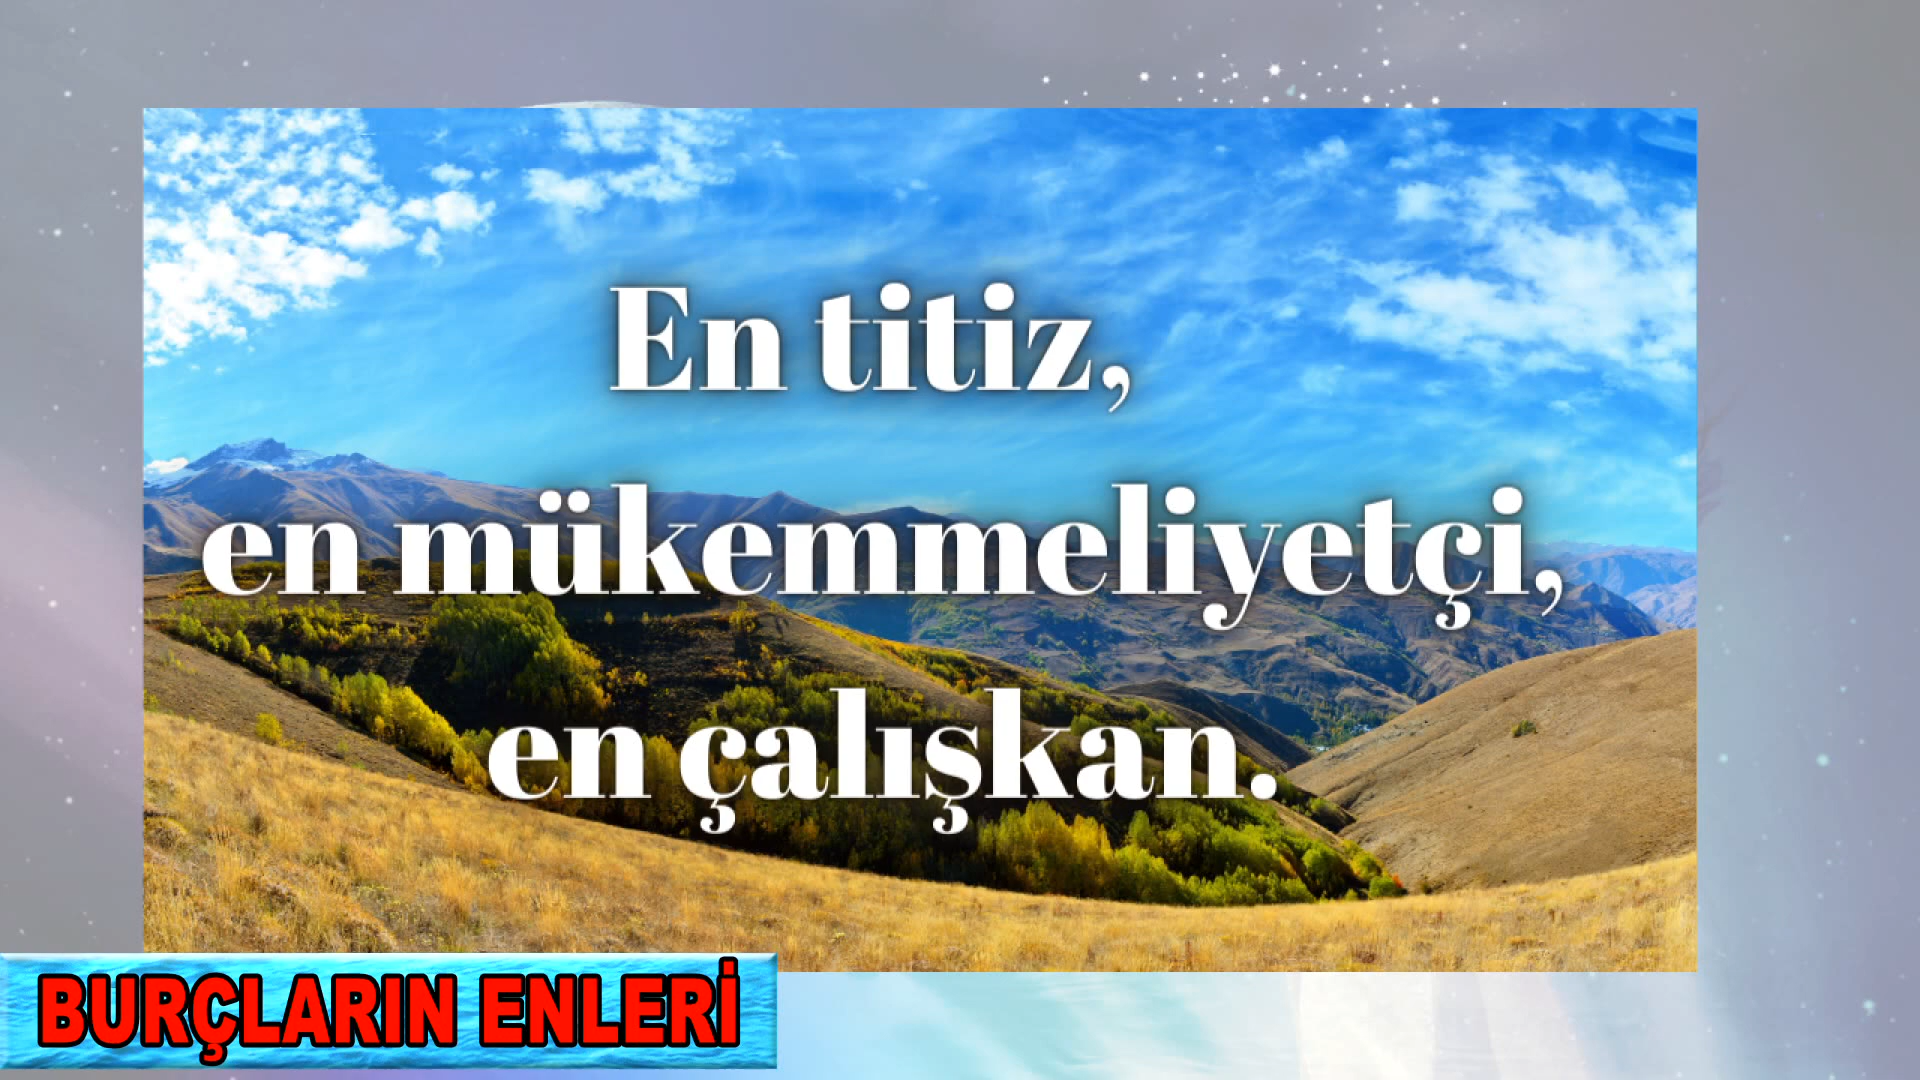 En titiz,
en mükemmeliyetçi,
en çalışkan.
BURÇLARIN ENLERİ